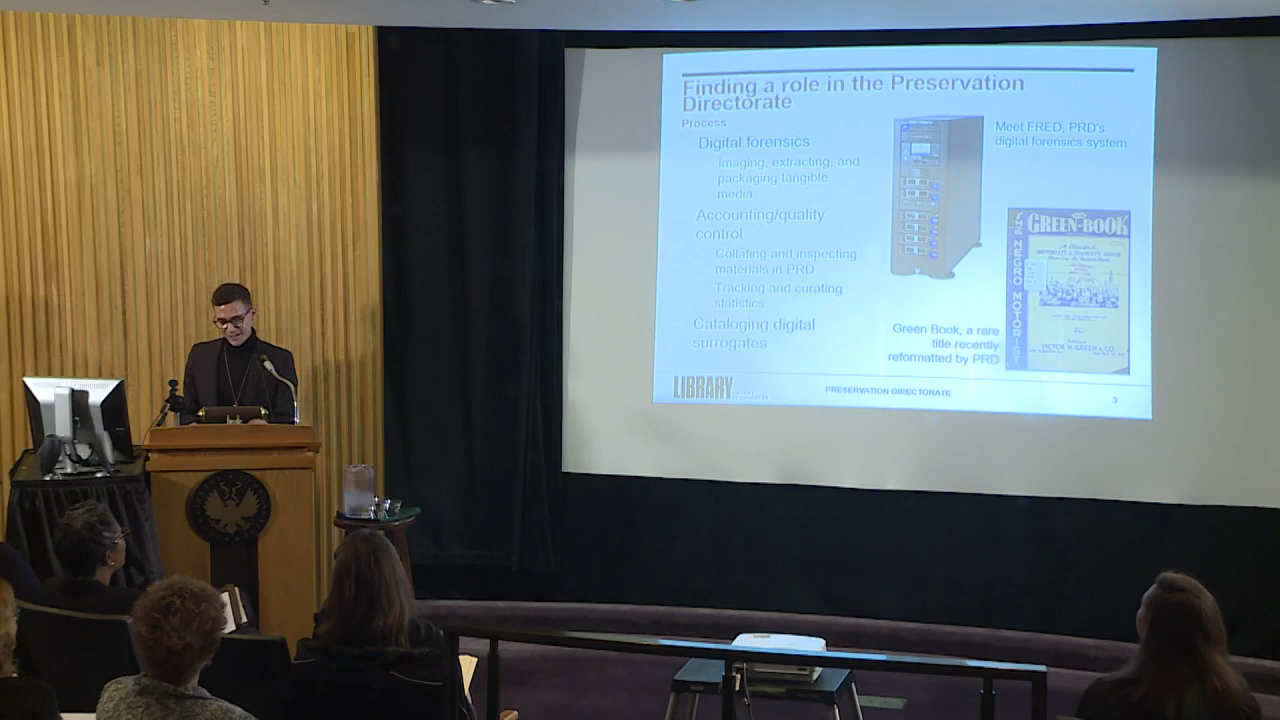 Finding a role in the Preservation
Directorate
Process
Digital forensics
Imaging, extracting, and
packaging tangible
media
Accounting/quality
control
Collating and inspecting
materials in PRD
Tracking and curating
statistics
Cataloging digital
surrogates
Meet FRED, PRD's
digital forensics system
THE NEGRO MOTORIST
GREEN-BOOK
VICTOR H. GREEN & CO.
Green Book, a rare
title recently
reformatted by PRD
LIBRARY
PRESERVATION DIRECTORATE
3